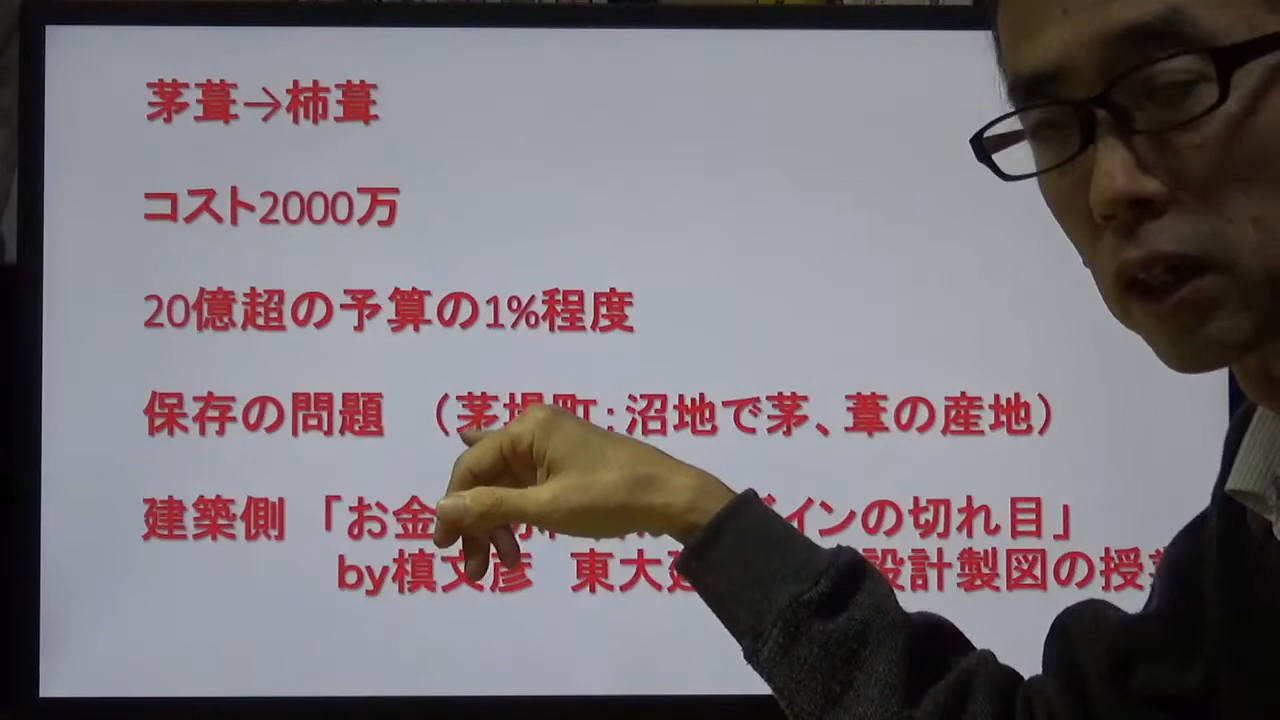 茅葺→柿葺
コスト2000万
20億超の予算の1%程度
保存の問題 （茅場町：沼地で茅、葦の産地）
建築側 「お金 インの切れ目」
by槙文彦 東大 設計製図の授